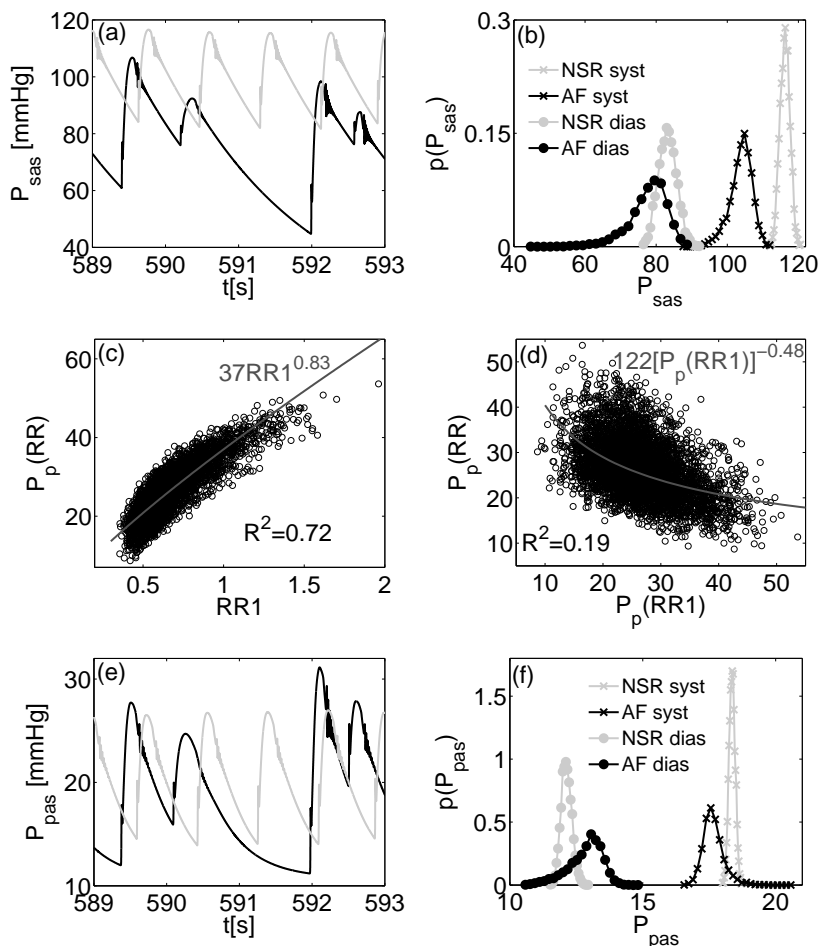 (a)
P_sas [mmHg]
120
100
80
60
40
589 590 591 592 593
t[s]
(b)
p(P_sas)
0.3
0.15
0
NSR syst
AF syst
NSR dias
AF dias
40 60 80 100 120
P_sas
(c)
P_p(RR)
60
40
20
37RR1^0.83
R^2=0.72
0.5 1 1.5 2
RR1
(d)
P_p(RR)
50
40
30
20
10
122[P_p(RR1)]^−0.48
R^2=0.19
10 20 30 40 50
P_p(RR1)
(e)
P_pas [mmHg]
30
20
10
589 590 591 592 593
t[s]
(f)
p(P_pas)
1.5
1
0.5
0
NSR syst
AF syst
NSR dias
AF dias
10 15 20
P_pas